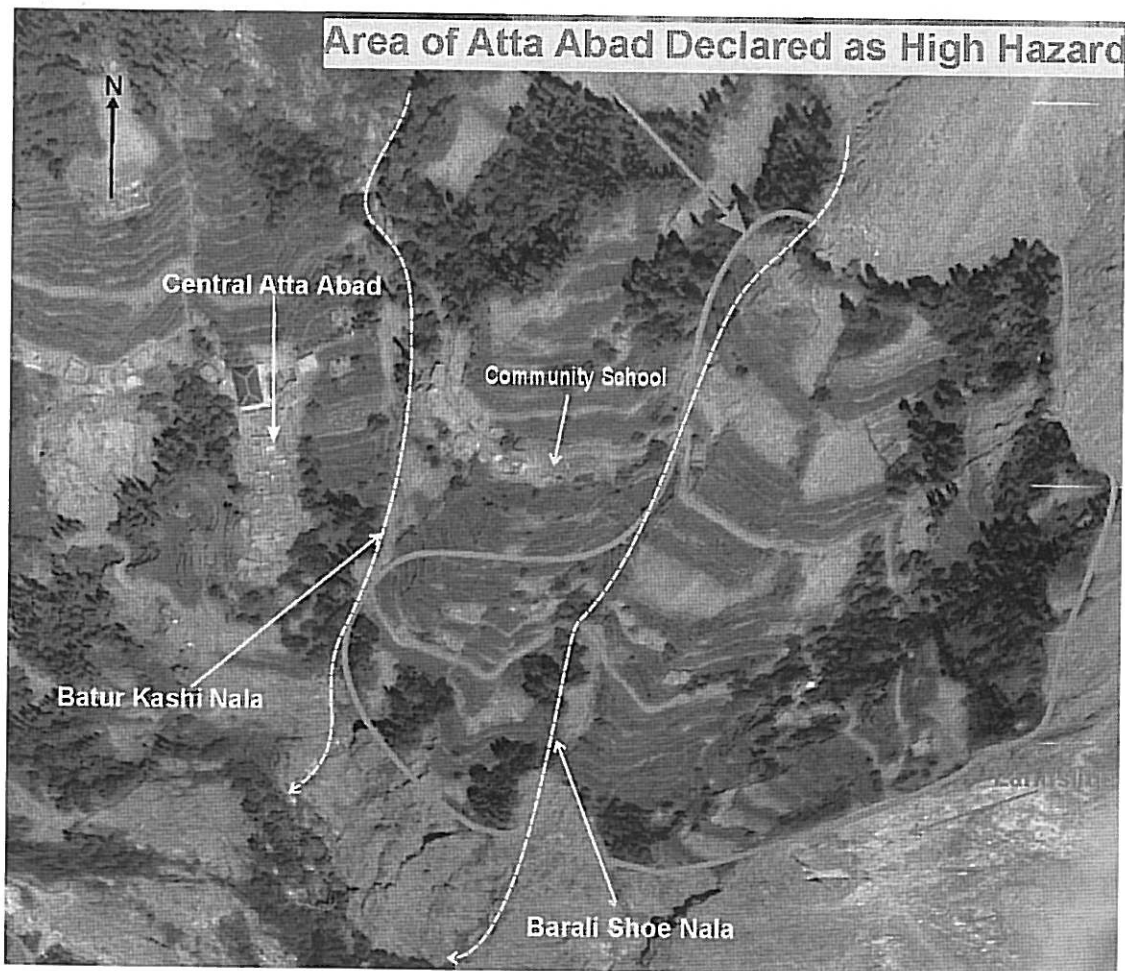 Area of Atta Abad Declared as High Hazard
N
Central Atta Abad
Community School
Batur Kashi Nala
Barali Shoe Nala